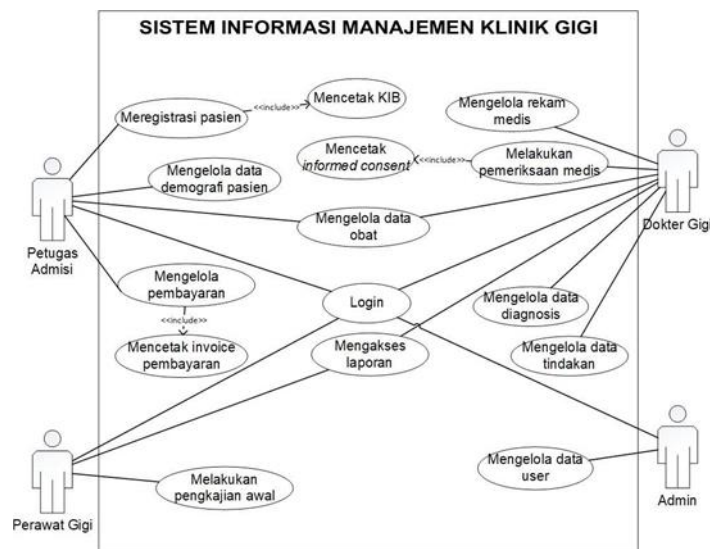 SISTEM INFORMASI MANAJEMEN KLINIK GIGI
Meregistrasi pasien
<<include>>
Mencetak KIB
Mengelola rekam
medis
Mencetak
informed consent
<<include>>
Melakukan
pemeriksaan medis
Mengelola data
demografi pasien
Petugas
Admisi
Dokter Gigi
Mengelola data
obat
Mengelola
pembayaran
<<include>>
Mencetak invoice
pembayaran
Login
Mengelola data
diagnosis
Mengakses
laporan
Mengelola data
tindakan
Perawat Gigi
Melakukan
pengkajian awal
Mengelola data
user
Admin